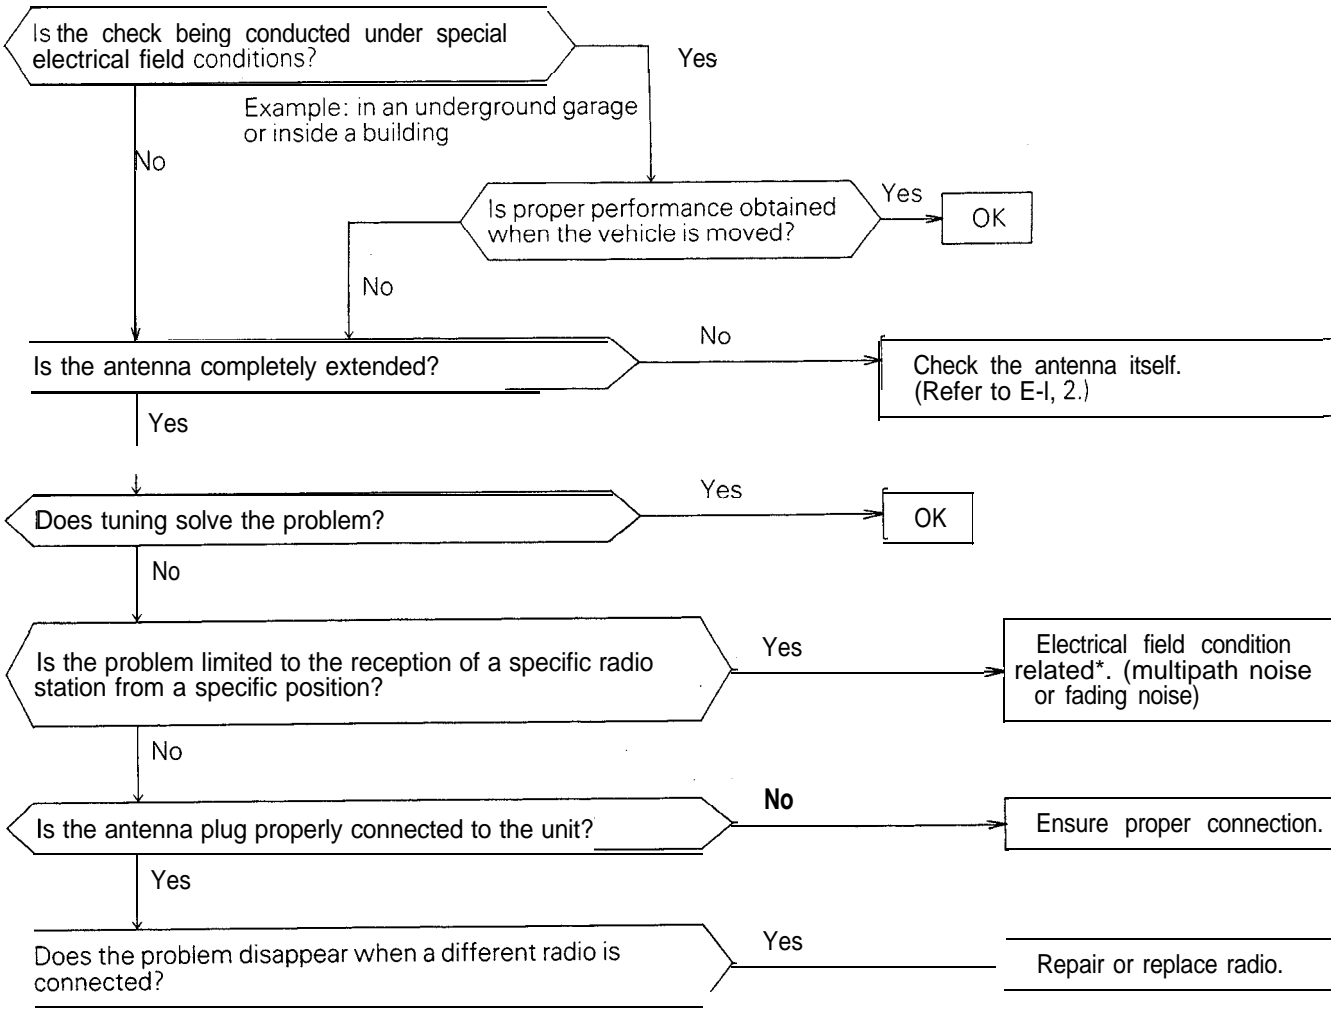 Is the check being conducted under special
electrical field conditions?
Yes
Example: in an underground garage
or inside a building
No
Is proper performance obtained
when the vehicle is moved?
Yes
OK
No
Is the antenna completely extended?
No
Check the antenna itself.
(Refer to E-I, 2.)
Yes
Does tuning solve the problem?
Yes
OK
No
Is the problem limited to the reception of a specific radio
station from a specific position?
Yes
Electrical field condition
related*. (multipath noise
or fading noise)
No
Is the antenna plug properly connected to the unit?
No
Ensure proper connection.
Yes
Does the problem disappear when a different radio is
connected?
Yes
Repair or replace radio.